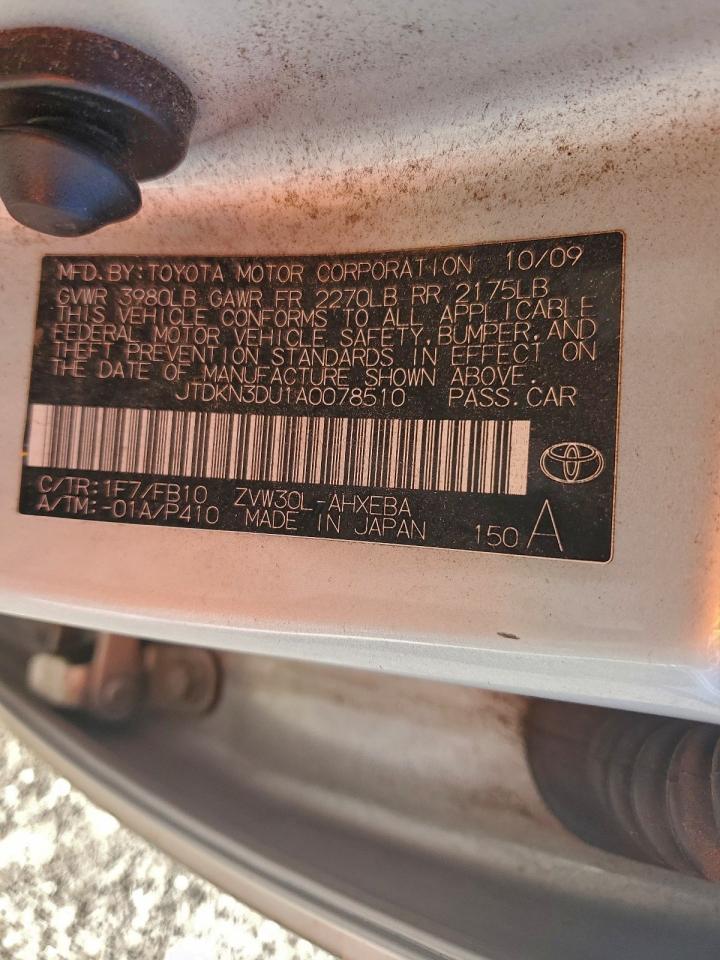 MFD. BY: TOYOTA MOTOR CORPORATION 10/09
GVWR 3980LB GAWR FR 2270LB RR 2175LB
THIS VEHICLE CONFORMS TO ALL APPLICABLE
FEDERAL MOTOR VEHICLE SAFETY, BUMPER, AND
THEFT PREVENTION STANDARDS IN EFFECT ON
THE DATE OF MANUFACTURE SHOWN ABOVE.
JTDKN3DU1A0078510 PASS. CAR
C/TR: 1F7/FB10 ZVW30L-AHXEBA
A/TM: -01A/P410 MADE IN JAPAN 150 A